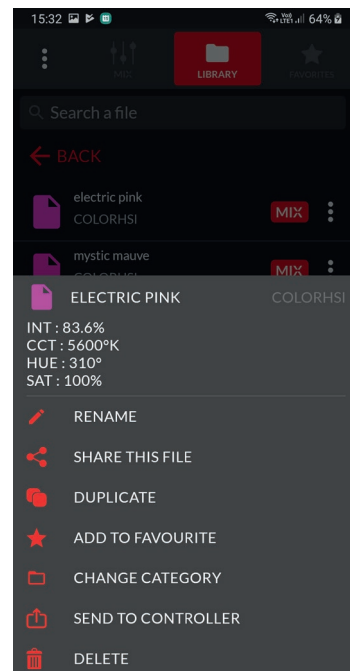 15:32 64%
MIX LIBRARY FAVORITES
Search a file
BACK
electric pink
COLORHSI
MIX
mystic mauve
COLORHSI
MIX
ELECTRIC PINK COLORHSI
INT : 83.6%
CCT : 5600°K
HUE : 310°
SAT : 100%
RENAME
SHARE THIS FILE
DUPLICATE
ADD TO FAVOURITE
CHANGE CATEGORY
SEND TO CONTROLLER
DELETE